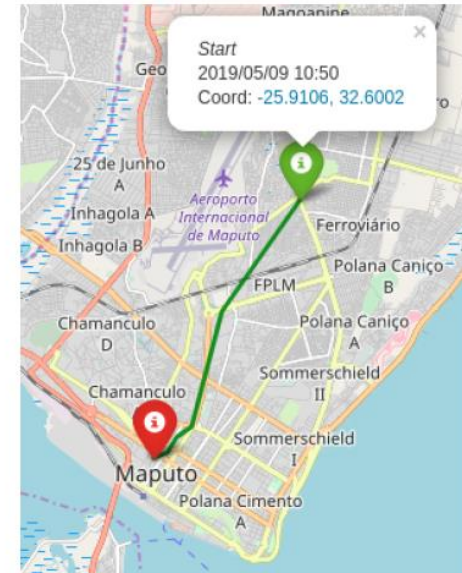 Magoanine
×
Start
2019/05/09 10:50
Coord: -25.9106, 32.6002
Geo
ro
25 de Junho
A
Aeroporto
Internacional
de Maputo
Inhagola A
Inhagola B
Ferroviário
Polana Caniço
B
FPLM
Chamanculo
D
Polana Caniço
A
Sommerschield
II
Chamanculo
Sommerschield
I
Maputo
Polana Cimento
A